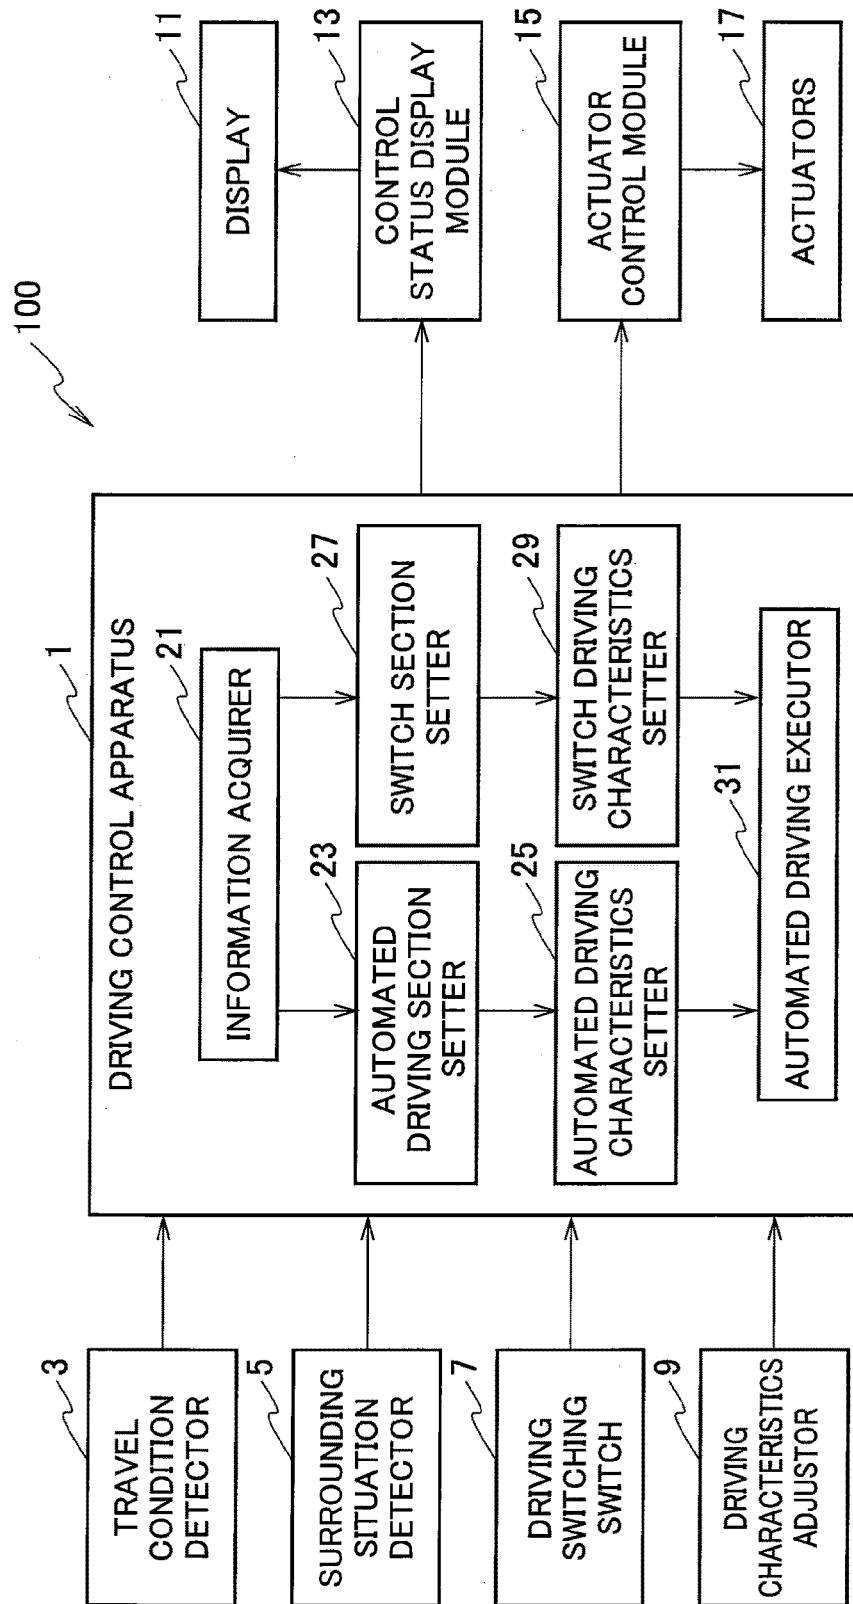 100
3
TRAVEL
CONDITION
DETECTOR
5
SURROUNDING
SITUATION
DETECTOR
7
DRIVING
SWITCHING
SWITCH
9
DRIVING
CHARACTERISTICS
ADJUSTOR
1
DRIVING CONTROL APPARATUS
21
INFORMATION ACQUIRER
23
AUTOMATED
DRIVING SECTION
SETTER
27
SWITCH SECTION
SETTER
25
AUTOMATED DRIVING
CHARACTERISTICS
SETTER
29
SWITCH DRIVING
CHARACTERISTICS
SETTER
31
AUTOMATED DRIVING EXECUTOR
11
DISPLAY
13
CONTROL
STATUS DISPLAY
MODULE
15
ACTUATOR
CONTROL MODULE
17
ACTUATORS